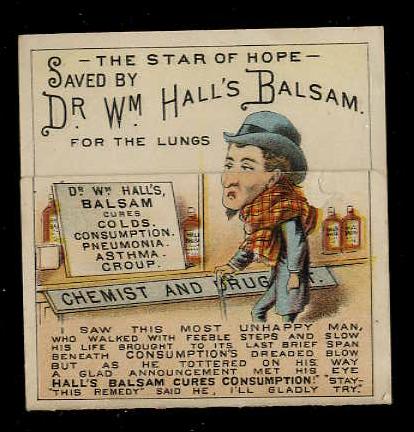 — THE STAR OF HOPE —
SAVED BY
DR. WM HALL'S BALSAM.
FOR THE LUNGS
DR. WM HALL'S,
BALSAM
CURES
COLDS.
CONSUMPTION.
PNEUMONIA.
ASTHMA.
CROUP.
CHEMIST AND DRUGGIST.
I SAW THIS MOST UNHAPPY MAN,
WHO WALKED WITH FEEBLE STEPS AND SLOW
HIS LIFE BROUGHT TO ITS LAST BRIEF SPAN
BENEATH CONSUMPTION'S DREADED BLOW
BUT AS HE TOTTERED ON HIS WAY
A GLAD ANNOUNCEMENT MET HIS EYE
HALL'S BALSAM CURES CONSUMPTION!" "STAY-
"THIS REMEDY" SAID HE, I'LL GLADLY TRY."